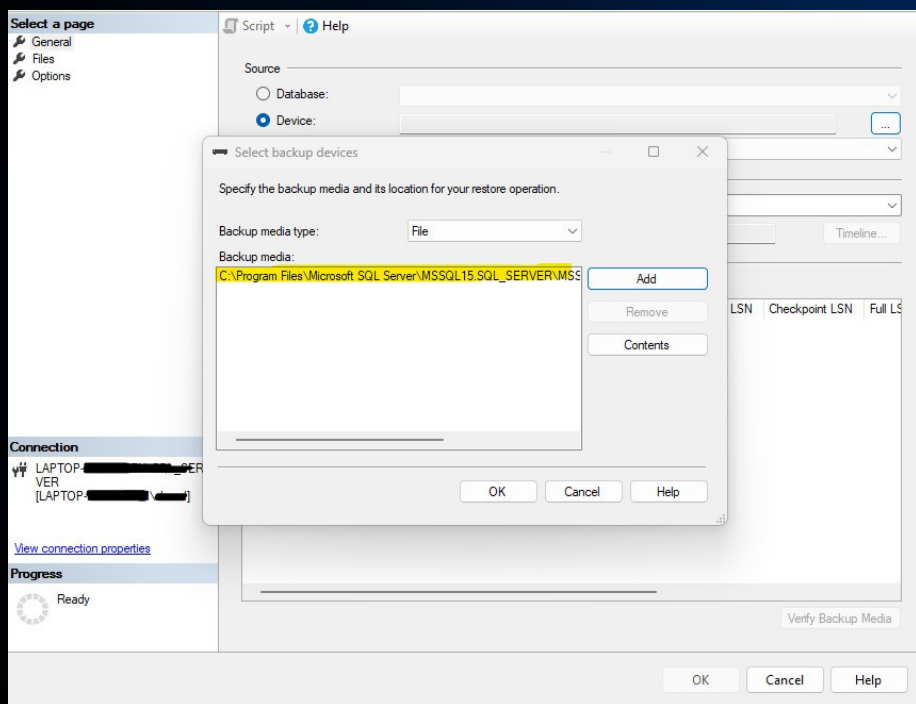 Select a page
General
Files
Options
Script
Help
Source
Database:
Device:
...
Select backup devices
Specify the backup media and its location for your restore operation.
Backup media type:
File
Backup media:
C:\Program Files\Microsoft SQL Server\MSSQL15.SQL_SERVER\MSS
Add
Remove
Contents
OK
Cancel
Help
Timeline...
LSN
Checkpoint LSN
Full LS
Connection
LAPTOP-
VER
[LAPTOP-
View connection properties
Progress
Ready
Verify Backup Media
OK
Cancel
Help